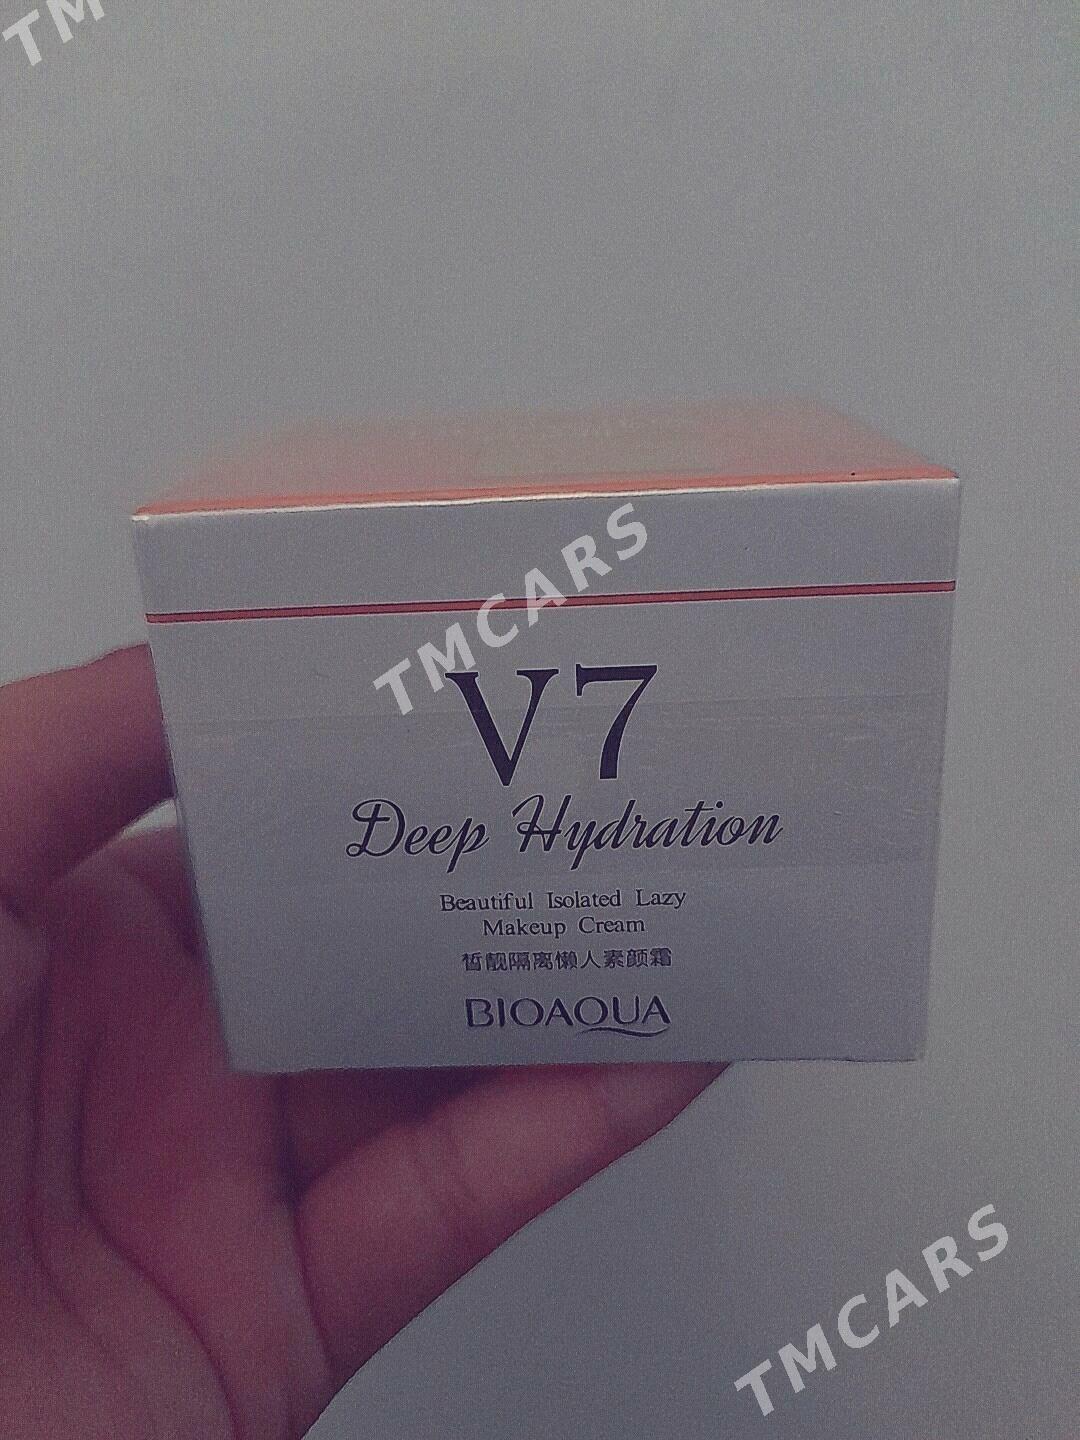 TM
TMCARS
V7
Deep Hydration
Beautiful Isolated Lazy
Makeup Cream
皙靓隔离懒人素颜霜
BIOAQUA
TMCARS